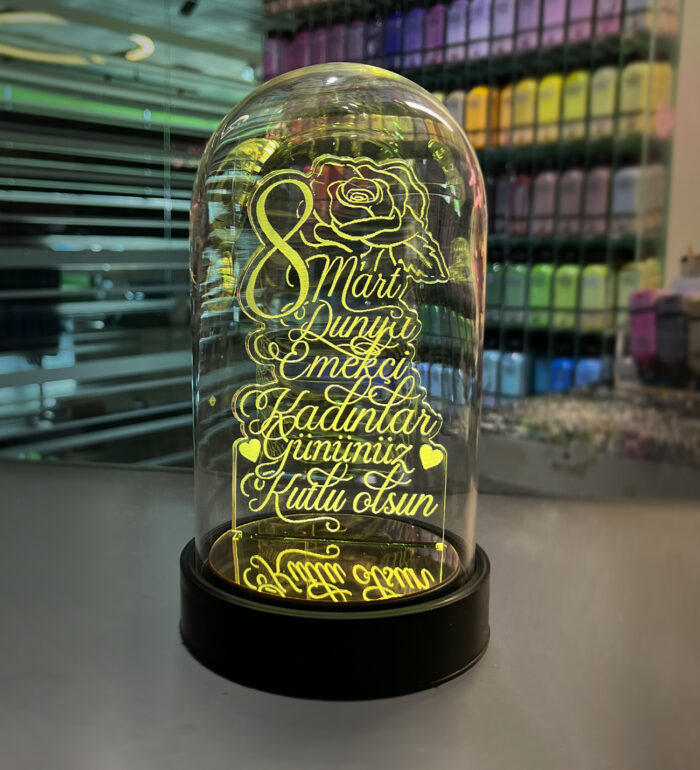 8 Mart
Dünya
Emekçi
Kadınlar
Gününüz
Kutlu olsun